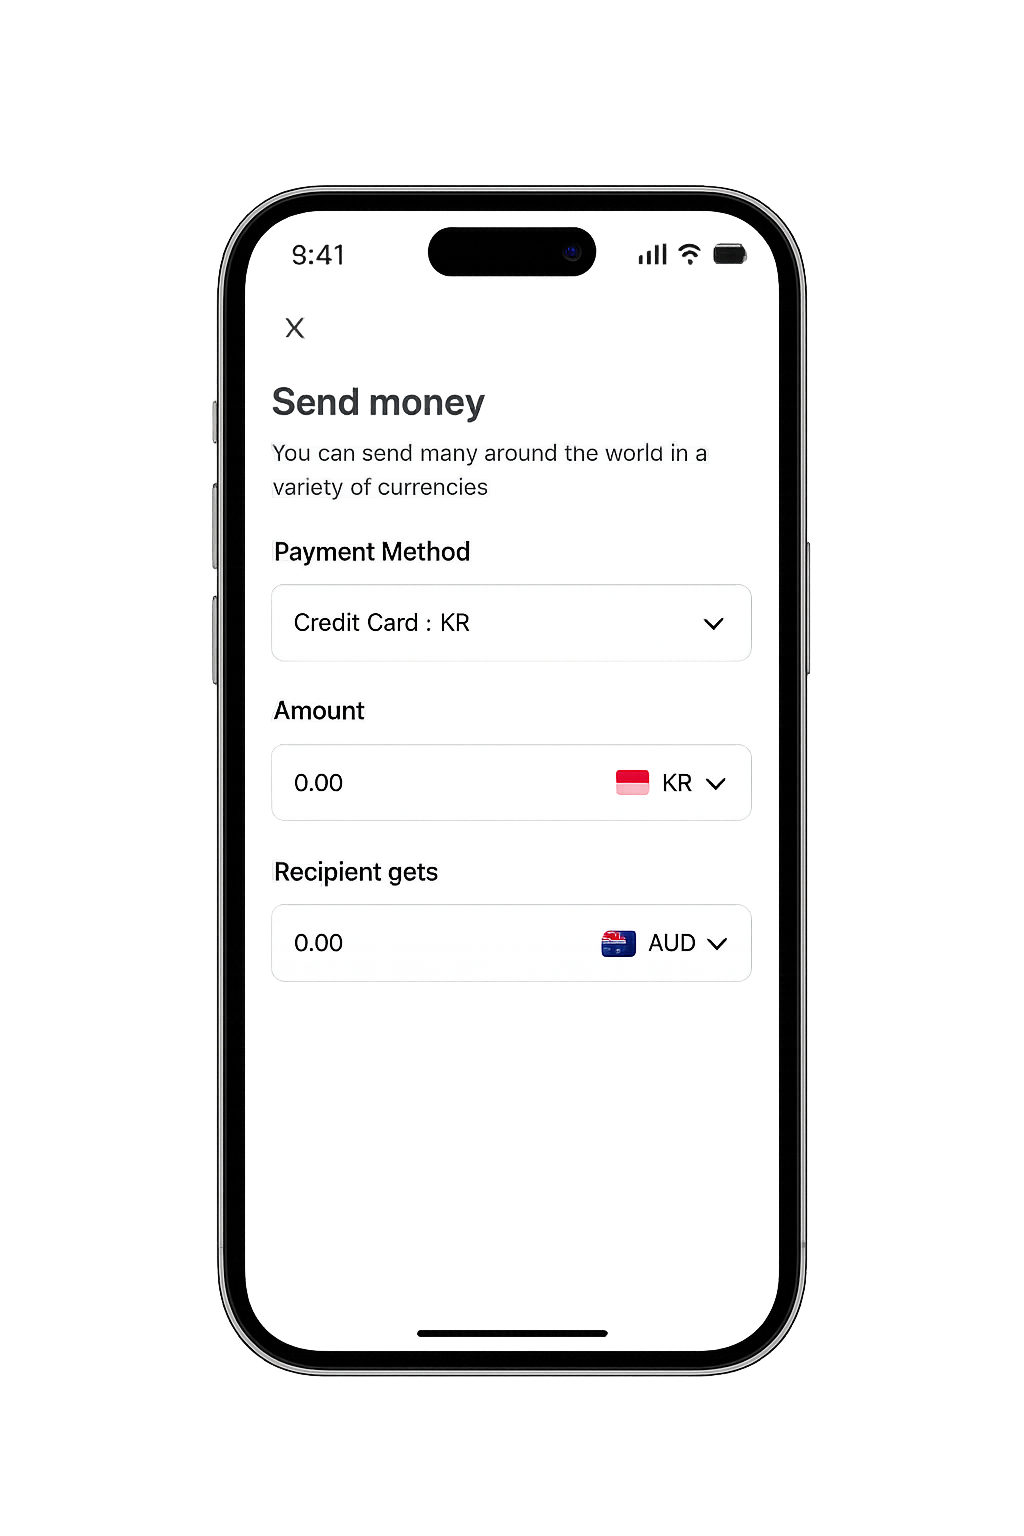 9:41
X
Send money
You can send many around the world in a
variety of currencies
Payment Method
Credit Card : KR
Amount
0.00 KR
Recipient gets
0.00 AUD